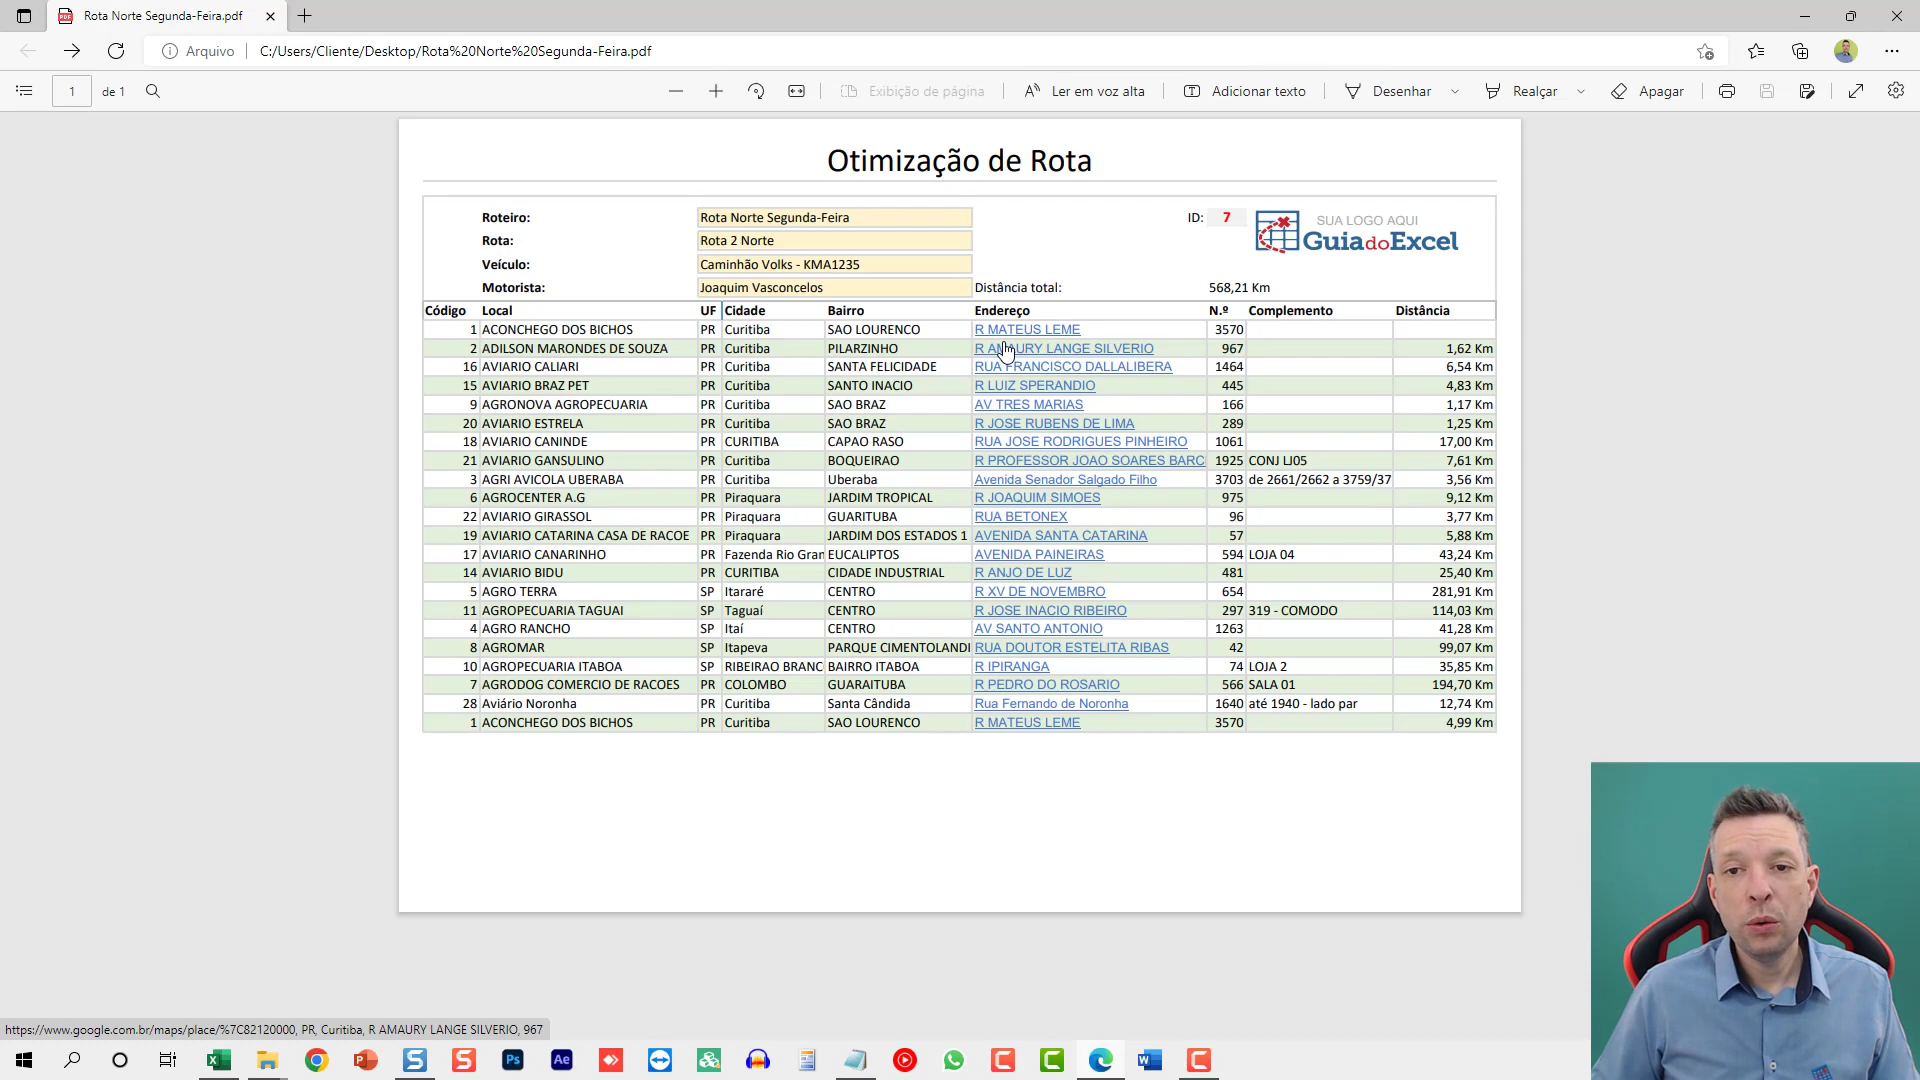 Rota Norte Segunda-Feira.pdf
Arquivo C:/Users/Cliente/Desktop/Rota%20Norte%20Segunda-Feira.pdf
1 de 1 Exibição de página Ler em voz alta Adicionar texto Desenhar Realçar Apagar
Otimização de Rota
Roteiro: Rota Norte Segunda-Feira ID: 7 SUA LOGO AQUI
GuiadoExcel
Rota: Rota 2 Norte
Veículo: Caminhão Volks - KMA1235
Motorista: Joaquim Vasconcelos Distância total: 568,21 Km
Código Local UF Cidade Bairro Endereço N.º Complemento Distância
1 ACONCHEGO DOS BICHOS PR Curitiba SAO LOURENCO R MATEUS LEME 3570
2 ADILSON MARONDES DE SOUZA PR Curitiba PILARZINHO R AMAURY LANGE SILVERIO 967 1,62 Km
16 AVIARIO CALIARI PR Curitiba SANTA FELICIDADE RUA FRANCISCO DALLALIBERA 1464 6,54 Km
15 AVIARIO BRAZ PET PR Curitiba SANTO INACIO R LUIZ SPERANDIO 445 4,83 Km
9 AGRONOVA AGROPECUARIA PR Curitiba SAO BRAZ AV TRES MARIAS 166 1,17 Km
20 AVIARIO ESTRELA PR Curitiba SAO BRAZ R JOSE RUBENS DE LIMA 289 1,25 Km
18 AVIARIO CANINDE PR CURITIBA CAPAO RASO RUA JOSE RODRIGUES PINHEIRO 1061 17,00 Km
21 AVIARIO GANSULINO PR Curitiba BOQUEIRAO R PROFESSOR JOAO SOARES BARC 1925 CONJ LJ05 7,61 Km
3 AGRI AVICOLA UBERABA PR Curitiba Uberaba Avenida Senador Salgado Filho 3703 de 2661/2662 a 3759/37 3,56 Km
6 AGROCENTER A.G PR Piraquara JARDIM TROPICAL R JOAQUIM SIMOES 975 9,12 Km
22 AVIARIO GIRASSOL PR Piraquara GUARITUBA RUA BETONEX 96 3,77 Km
19 AVIARIO CATARINA CASA DE RACOE PR Piraquara JARDIM DOS ESTADOS 1 AVENIDA SANTA CATARINA 57 5,88 Km
17 AVIARIO CANARINHO PR Fazenda Rio Gran EUCALIPTOS AVENIDA PAINEIRAS 594 LOJA 04 43,24 Km
14 AVIARIO BIDU PR CURITIBA CIDADE INDUSTRIAL R ANJO DE LUZ 481 25,40 Km
5 AGRO TERRA SP Itararé CENTRO R XV DE NOVEMBRO 654 281,91 Km
11 AGROPECUARIA TAGUAI SP Taguaí CENTRO R JOSE INACIO RIBEIRO 297 319 - COMODO 114,03 Km
4 AGRO RANCHO SP Itaí CENTRO AV SANTO ANTONIO 1263 41,28 Km
8 AGROMAR SP Itapeva PARQUE CIMENTOLANDI RUA DOUTOR ESTELITA RIBAS 42 99,07 Km
10 AGROPECUARIA ITABOA SP RIBEIRAO BRANC BAIRRO ITABOA R IPIRANGA 74 LOJA 2 35,85 Km
7 AGRODOG COMERCIO DE RACOES PR COLOMBO GUARAITUBA R PEDRO DO ROSARIO 566 SALA 01 194,70 Km
28 Aviário Noronha PR Curitiba Santa Cândida Rua Fernando de Noronha 1640 até 1940 - lado par 12,74 Km
1 ACONCHEGO DOS BICHOS PR Curitiba SAO LOURENCO R MATEUS LEME 3570 4,99 Km
https://www.google.com.br/maps/place/%7C82120000, PR, Curitiba, R AMAURY LANGE SILVERIO, 967